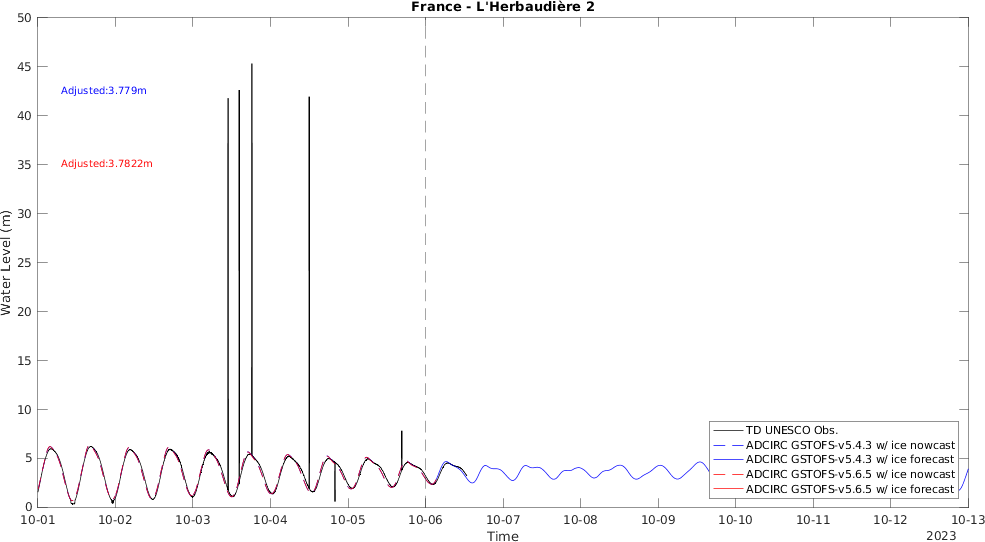 France - L'Herbaudière 2
50
45
40
35
30
25
20
15
10
5
0
Water Level (m)
Adjusted:3.779m
Adjusted:3.7822m
TD UNESCO Obs.
ADCIRC GSTOFS-v5.4.3 w/ ice nowcast
ADCIRC GSTOFS-v5.4.3 w/ ice forecast
ADCIRC GSTOFS-v5.6.5 w/ ice nowcast
ADCIRC GSTOFS-v5.6.5 w/ ice forecast
10-01 10-02 10-03 10-04 10-05 10-06 10-07 10-08 10-09 10-10 10-11 10-12 10-13
Time
2023